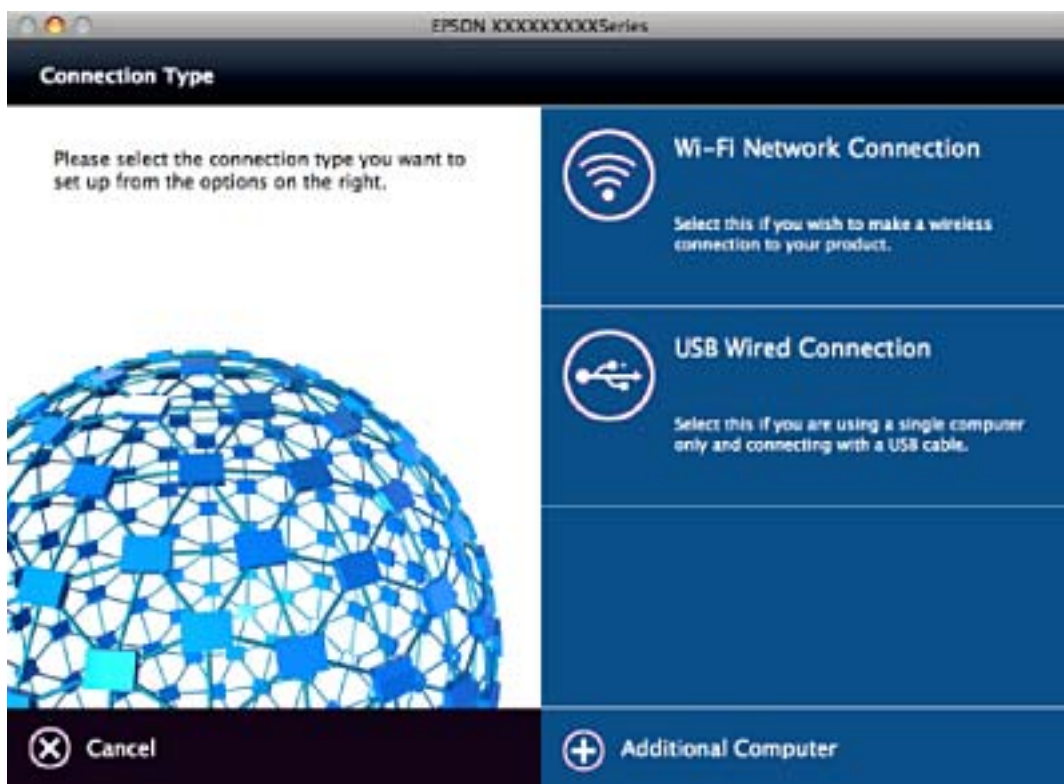 EPSON XXXXXXXXXSeries
Connection Type
Please select the connection type you want to
set up from the options on the right.
Wi-Fi Network Connection
Select this if you wish to make a wireless
connection to your product.
USB Wired Connection
Select this if you are using a single computer
only and connecting with a USB cable.
Cancel
Additional Computer